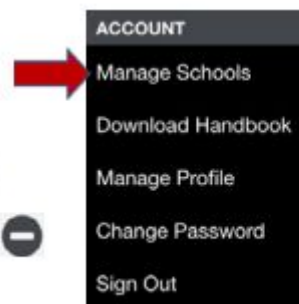 ACCOUNT
Manage Schools
Download Handbook
Manage Profile
Change Password
Sign Out